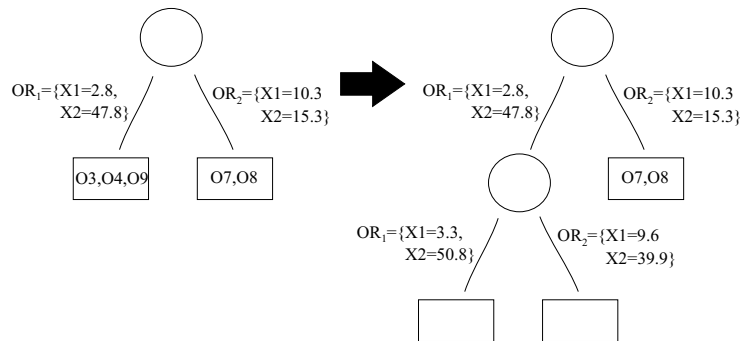 OR₁={X1=2.8,
X2=47.8}
OR₂={X1=10.3
X2=15.3}
O3,O4,O9
O7,O8
OR₁={X1=2.8,
X2=47.8}
OR₂={X1=10.3
X2=15.3}
O7,O8
OR₁={X1=3.3,
X2=50.8}
OR₂={X1=9.6
X2=39.9}